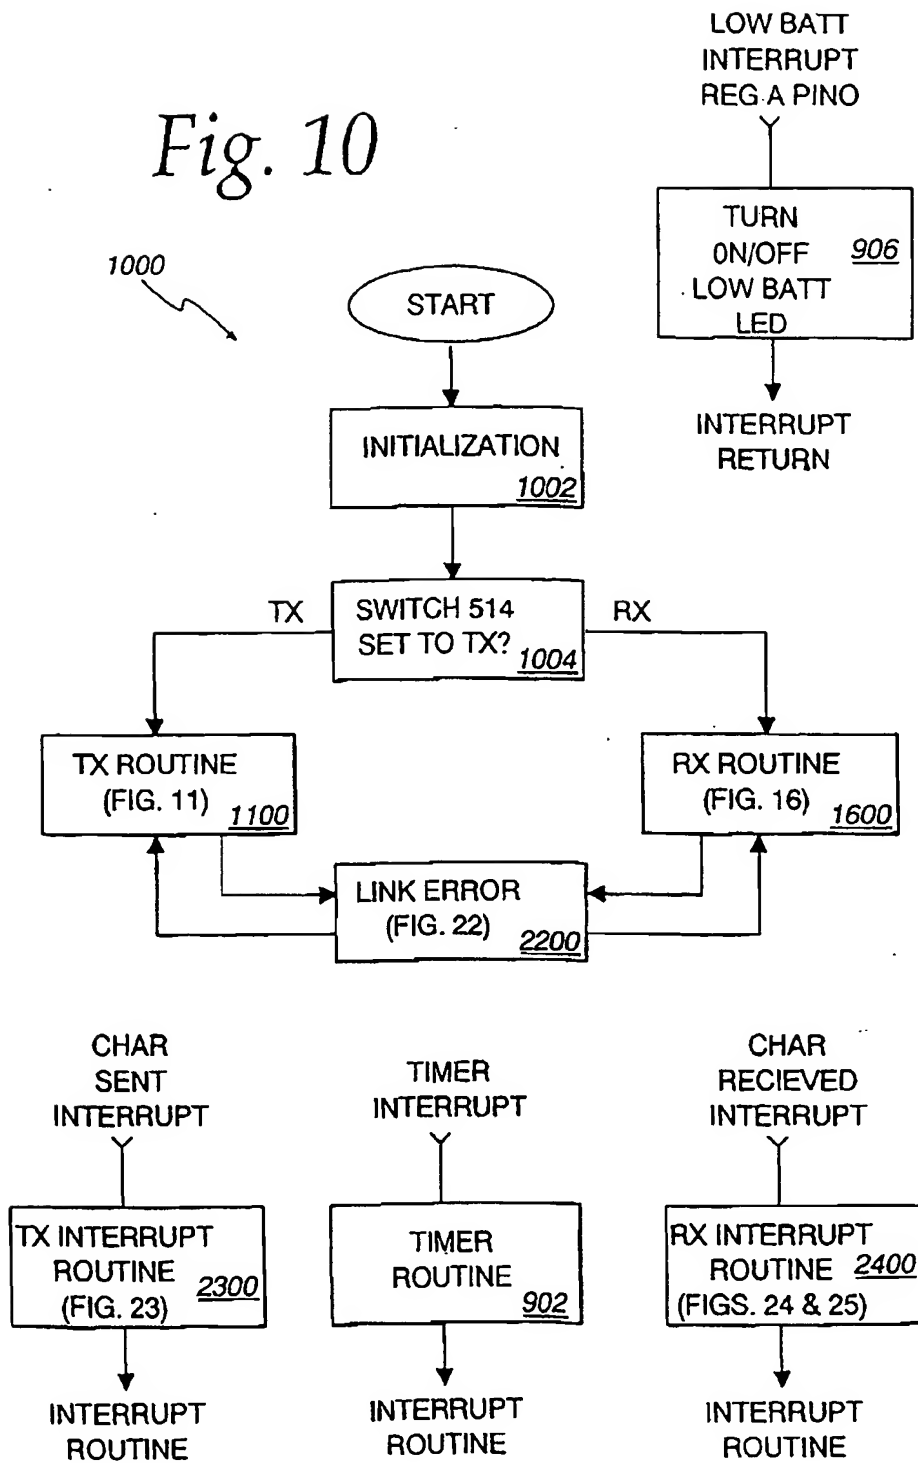 LOW BATT
INTERRUPT
REG A PINO
Fig. 10
TURN
ON/OFF
LOW BATT
LED
906
1000
START
INTERRUPT
RETURN
INITIALIZATION
1002
TX
SWITCH 514
SET TO TX?
1004
RX
TX ROUTINE
(FIG. 11)
1100
RX ROUTINE
(FIG. 16)
1600
LINK ERROR
(FIG. 22)
2200
CHAR
SENT
INTERRUPT
TIMER
INTERRUPT
CHAR
RECIEVED
INTERRUPT
TX INTERRUPT
ROUTINE
(FIG. 23)
2300
TIMER
ROUTINE
902
RX INTERRUPT
ROUTINE
2400
(FIGS. 24 & 25)
INTERRUPT
ROUTINE
INTERRUPT
ROUTINE
INTERRUPT
ROUTINE